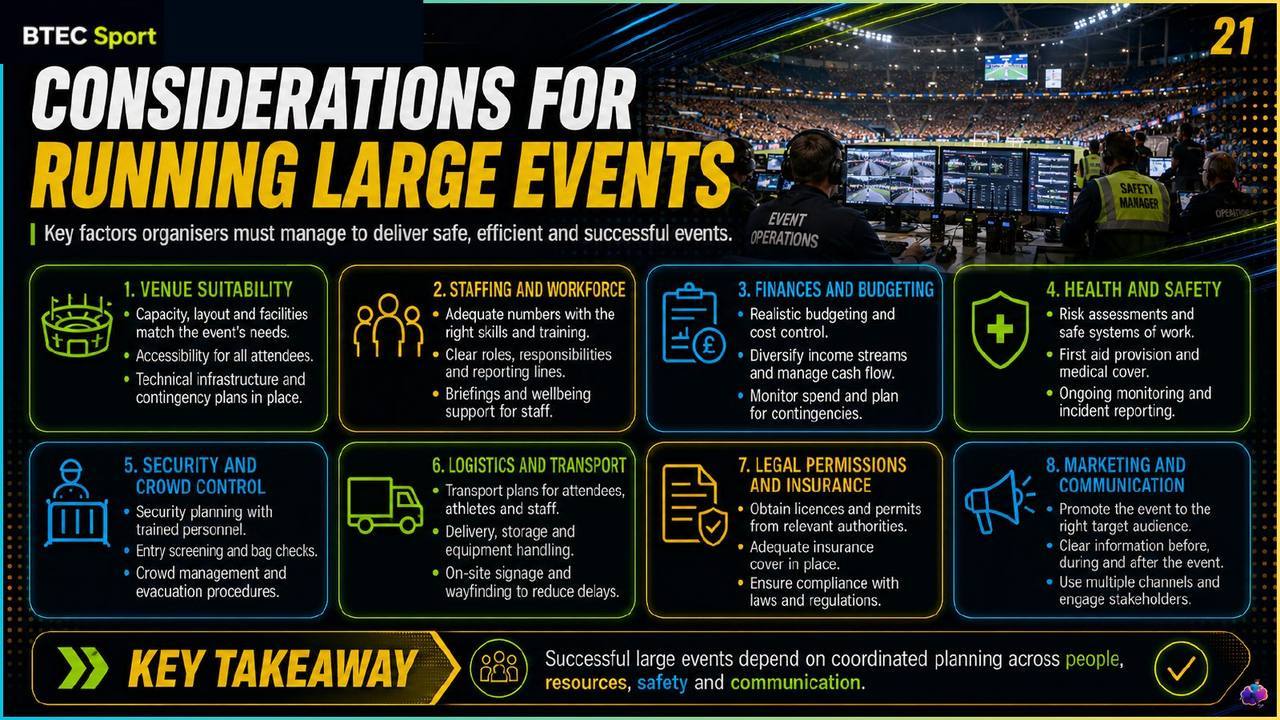 BTEC Sport
21
CONSIDERATIONS FOR
RUNNING LARGE EVENTS
Key factors organisers must manage to deliver safe, efficient and successful events.
EVENT
OPERATIONS
SAFETY
MANAGER
1. VENUE SUITABILITY
• Capacity, layout and facilities
match the event's needs.
• Accessibility for all attendees.
• Technical infrastructure and
contingency plans in place.
2. STAFFING AND WORKFORCE
• Adequate numbers with the
right skills and training.
• Clear roles, responsibilities
and reporting lines.
• Briefings and wellbeing
support for staff.
3. FINANCES AND BUDGETING
• Realistic budgeting and
cost control.
• Diversify income streams
and manage cash flow.
• Monitor spend and plan
for contingencies.
4. HEALTH AND SAFETY
• Risk assessments and
safe systems of work.
• First aid provision and
medical cover.
• Ongoing monitoring and
incident reporting.
5. SECURITY AND
CROWD CONTROL
• Security planning with
trained personnel.
• Entry screening and bag checks.
• Crowd management and
evacuation procedures.
6. LOGISTICS AND TRANSPORT
• Transport plans for attendees,
athletes and staff.
• Delivery, storage and
equipment handling.
• On-site signage and
wayfinding to reduce delays.
£
7. LEGAL PERMISSIONS
AND INSURANCE
• Obtain licences and permits
from relevant authorities.
• Adequate insurance
cover in place.
• Ensure compliance with
laws and regulations.
8. MARKETING AND
COMMUNICATION
• Promote the event to the
right target audience.
• Clear information before,
during and after the event.
• Use multiple channels and
engage stakeholders.
KEY TAKEAWAY
Successful large events depend on coordinated planning across people,
resources, safety and communication.